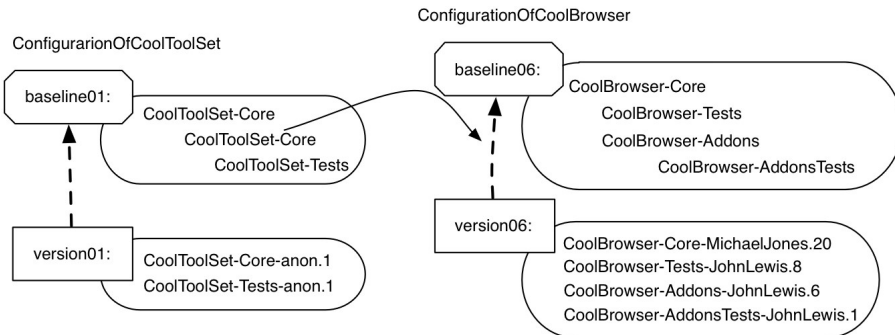 ConfigurarionOfCoolToolSet
baseline01:
CoolToolSet-Core
CoolToolSet-Core
CoolToolSet-Tests
version01:
CoolToolSet-Core-anon.1
CoolToolSet-Tests-anon.1
ConfigurationOfCoolBrowser
baseline06:
CoolBrowser-Core
CoolBrowser-Tests
CoolBrowser-Addons
CoolBrowser-AddonsTests
version06:
CoolBrowser-Core-MichaelJones.20
CoolBrowser-Tests-JohnLewis.8
CoolBrowser-Addons-JohnLewis.6
CoolBrowser-AddonsTests-JohnLewis.1